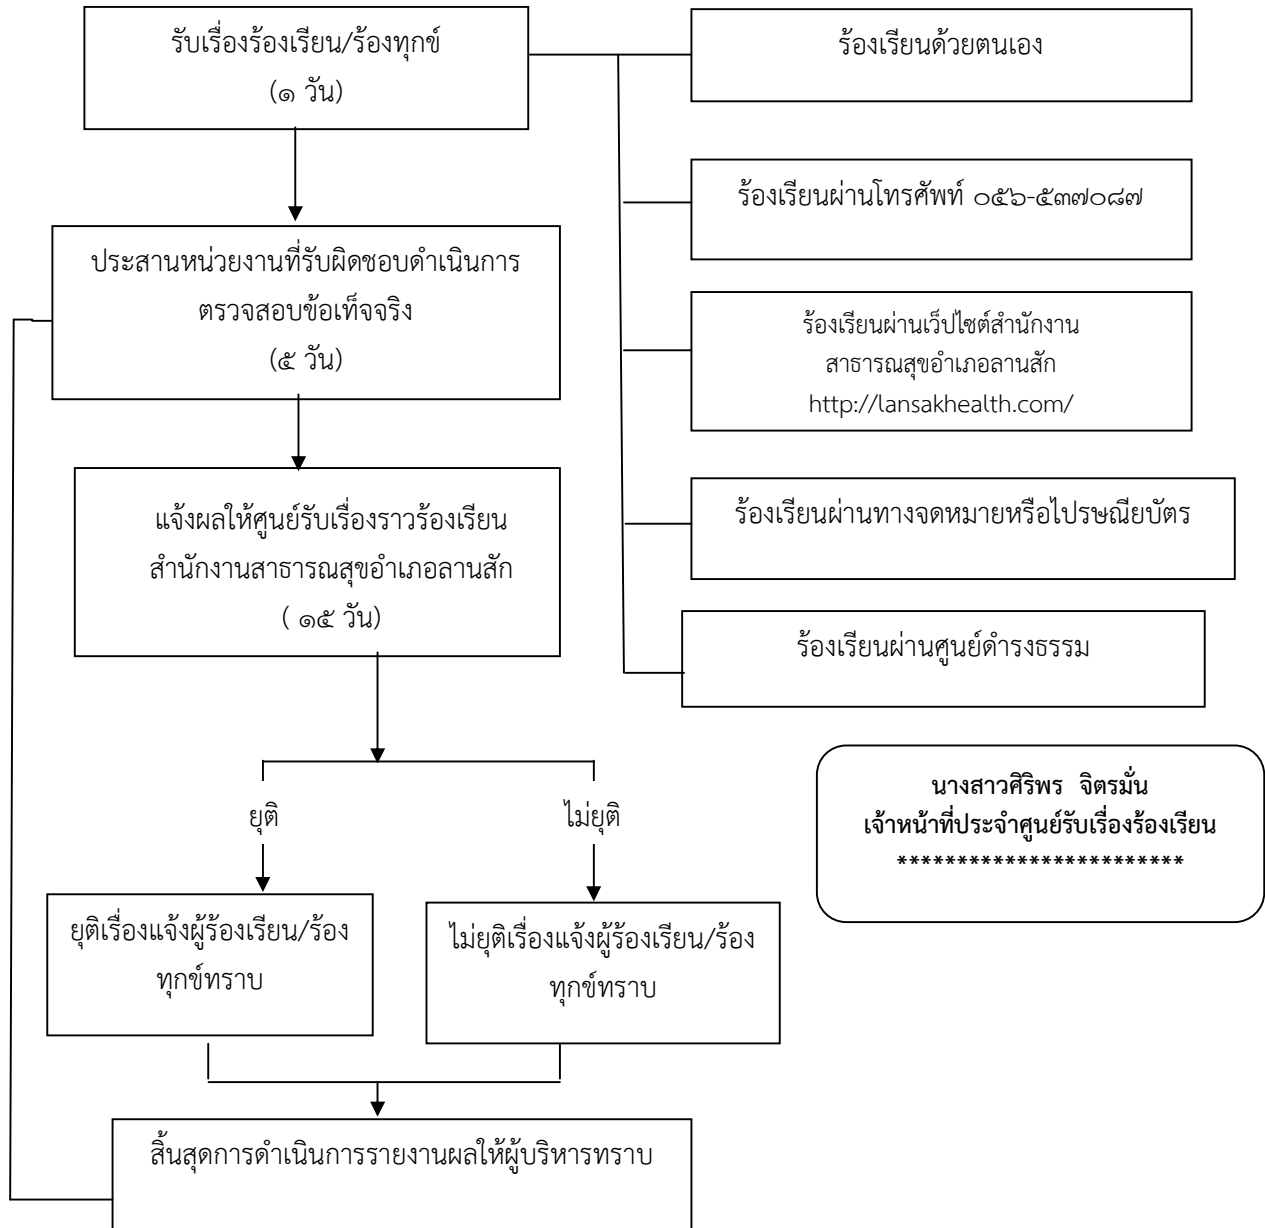 รับเรื่องร้องเรียน/ร้องทุกข์
(๑ วัน)
ร้องเรียนด้วยตนเอง
ร้องเรียนผ่านโทรศัพท์ ๐๕๖-๕๓๗๐๘๗
ประสานหน่วยงานที่รับผิดชอบดำเนินการ
ตรวจสอบข้อเท็จจริง
(๕ วัน)
ร้องเรียนผ่านเว็ปไซต์สำนักงาน
สาธารณสุขอำเภอลานสัก
http://lansakhealth.com/
แจ้งผลให้ศูนย์รับเรื่องราวร้องเรียน
สำนักงานสาธารณสุขอำเภอลานสัก
( ๑๕ วัน)
ร้องเรียนผ่านทางจดหมายหรือไปรษณียบัตร
ร้องเรียนผ่านศูนย์ดำรงธรรม
นางสาวศิริพร จิตรมั่น
เจ้าหน้าที่ประจำศูนย์รับเรื่องร้องเรียน
************************
ยุติ
ไม่ยุติ
ยุติเรื่องแจ้งผู้ร้องเรียน/ร้อง
ทุกข์ทราบ
ไม่ยุติเรื่องแจ้งผู้ร้องเรียน/ร้อง
ทุกข์ทราบ
สิ้นสุดการดำเนินการรายงานผลให้ผู้บริหารทราบ